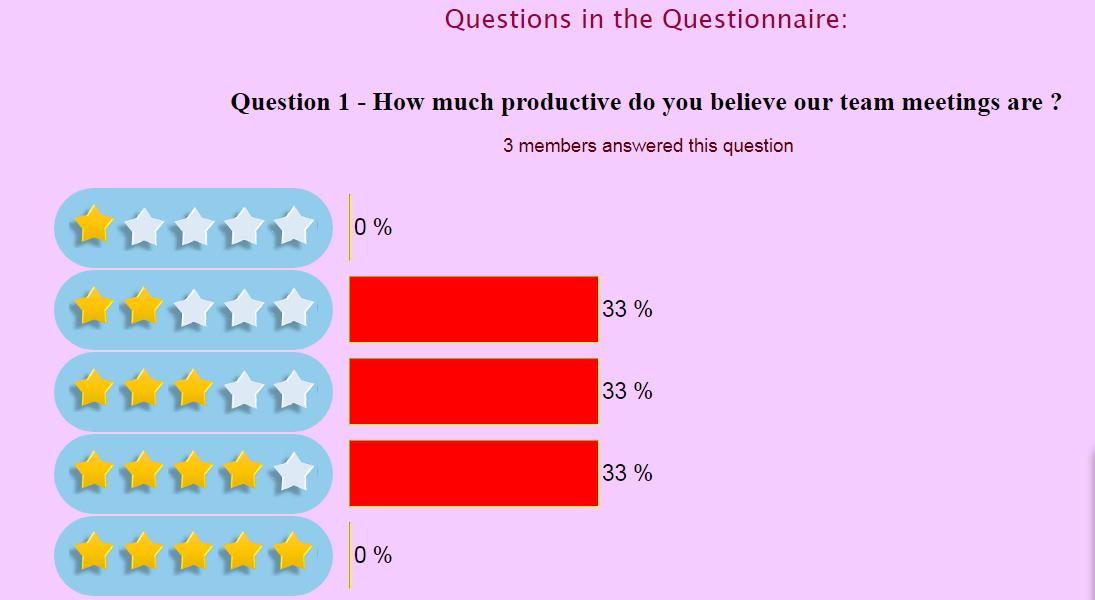 Questions in the Questionnaire:
Question 1 - How much productive do you believe our team meetings are ?
3 members answered this question
0 %
33 %
33 %
33 %
0 %